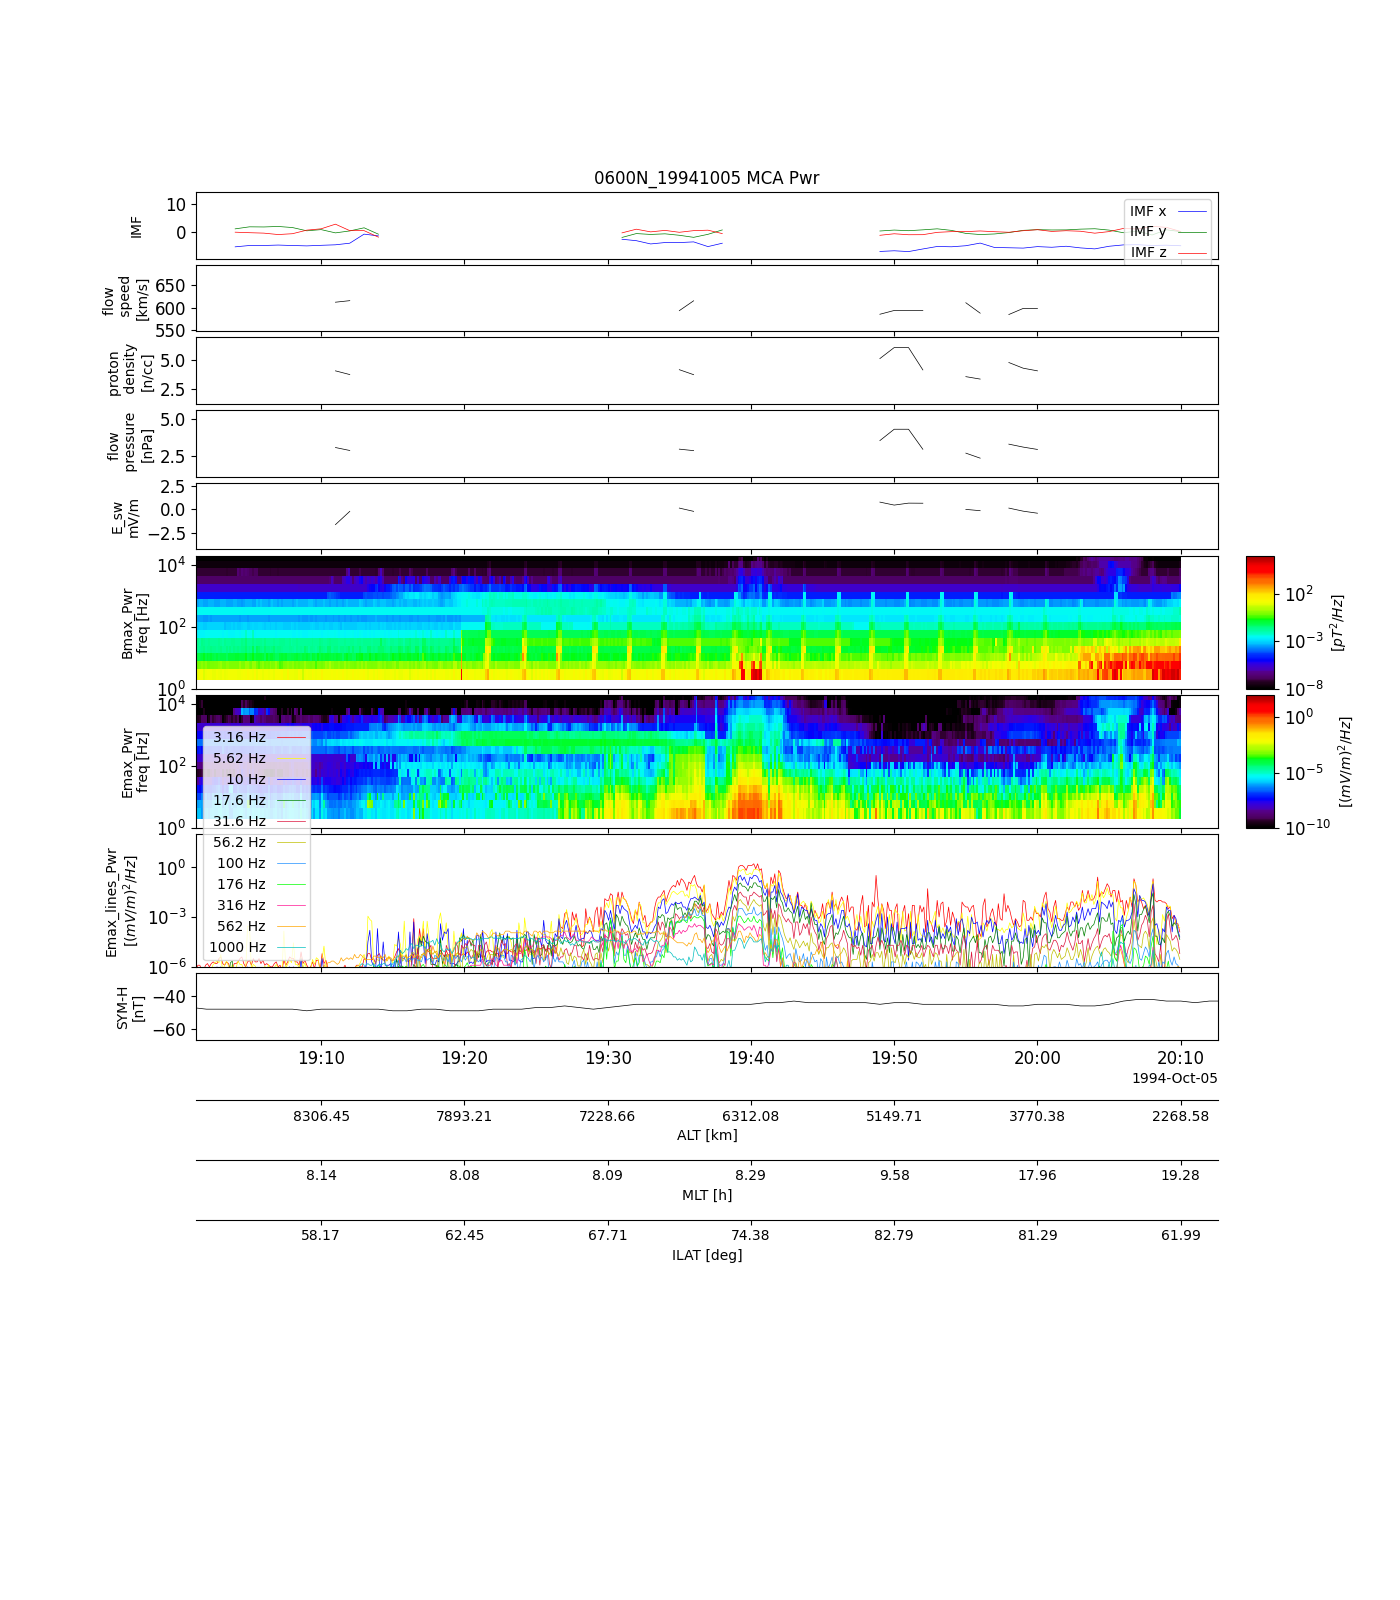 0600N_19941005 MCA Pwr
IMF
10
0
IMF x
IMF y
IMF z
flow
speed
[km/s]
650
600
550
proton
density
[n/cc]
5.0
2.5
flow
pressure
[nPa]
5.0
2.5
E_sw
mV/m
2.5
0.0
−2.5
Bmax_Pwr
freq [Hz]
10^4
10^2
10^0
10^2
10^-3
10^-8
[pT^2/Hz]
Emax_Pwr
freq [Hz]
10^4
10^2
10^0
10^0
10^-5
10^-10
[(mV/m)^2/Hz]
3.16 Hz
5.62 Hz
10 Hz
17.6 Hz
31.6 Hz
56.2 Hz
100 Hz
176 Hz
316 Hz
562 Hz
1000 Hz
Emax_lines_Pwr
[(mV/m)^2/Hz]
10^0
10^-3
10^-6
SYM-H
[nT]
−40
−60
19:10 19:20 19:30 19:40 19:50 20:00 20:10
1994-Oct-05
8306.45 7893.21 7228.66 6312.08 5149.71 3770.38 2268.58
ALT [km]
8.14 8.08 8.09 8.29 9.58 17.96 19.28
MLT [h]
58.17 62.45 67.71 74.38 82.79 81.29 61.99
ILAT [deg]